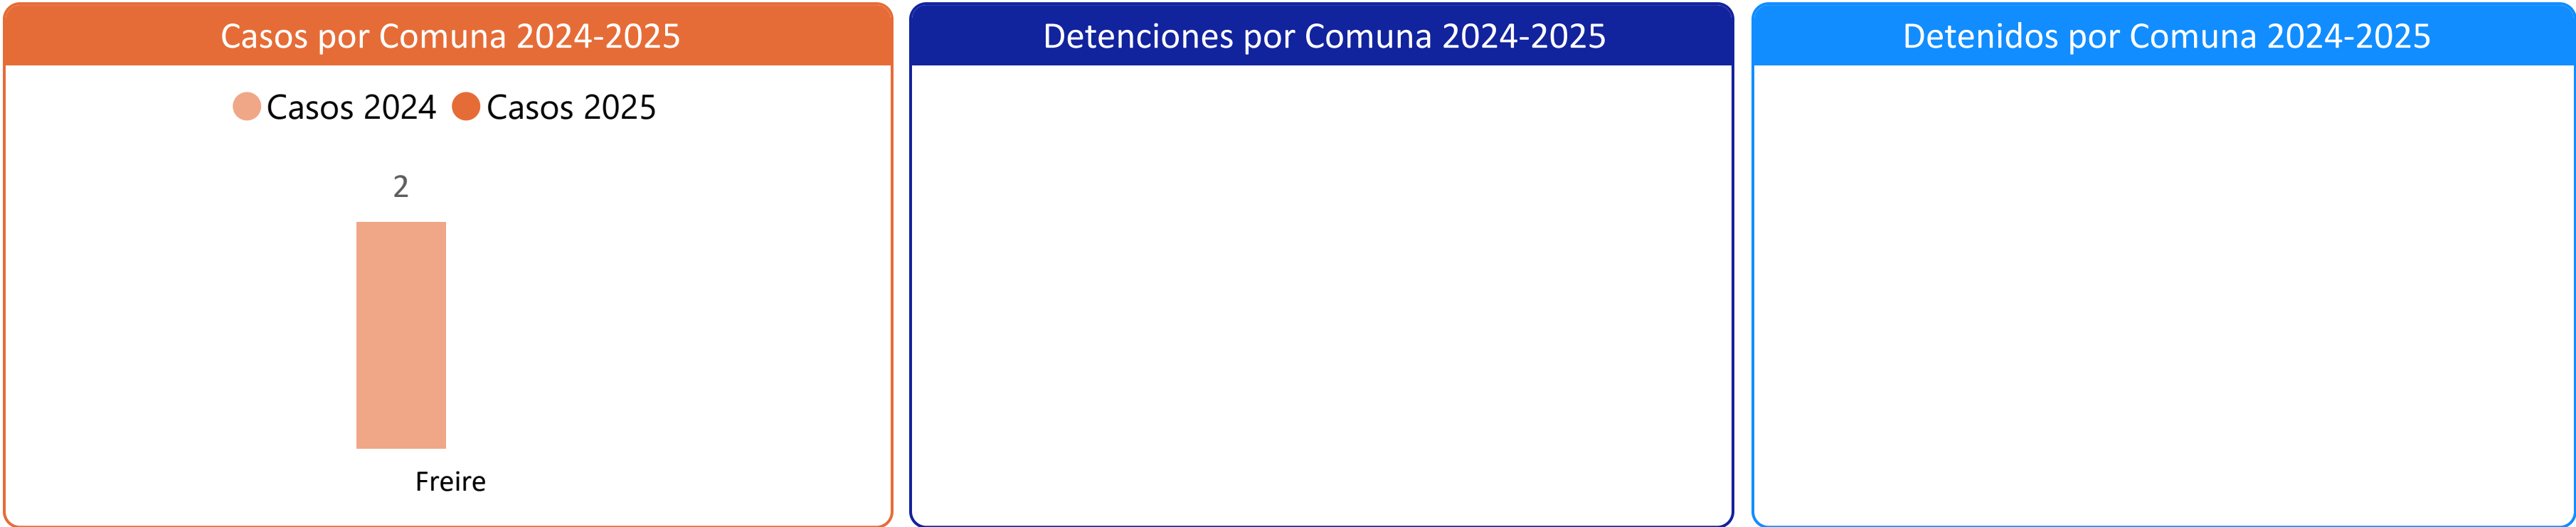 Casos por Comuna 2024-2025
Casos 2024 Casos 2025
2
Freire
Detenciones por Comuna 2024-2025
Detenidos por Comuna 2024-2025